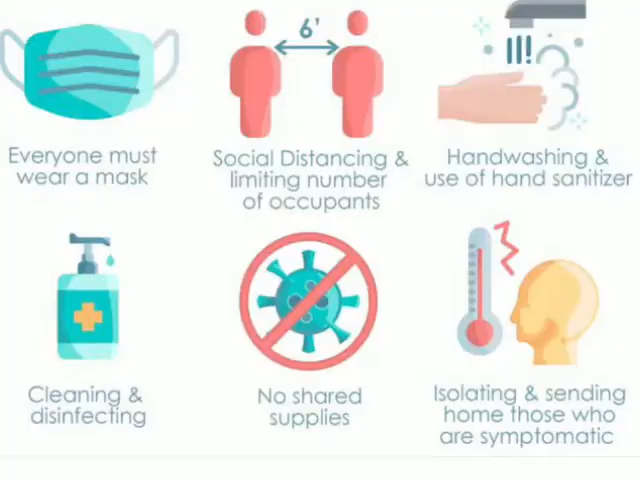 6'
Everyone must
wear a mask
Social Distancing &
limiting number
of occupants
Handwashing &
use of hand sanitizer
Cleaning &
disinfecting
No shared
supplies
Isolating & sending
home those who
are symptomatic